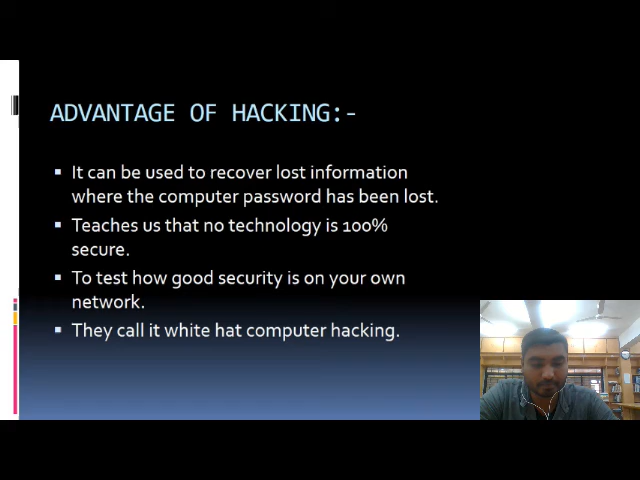 ADVANTAGE OF HACKING:-
It can be used to recover lost information
where the computer password has been lost.
Teaches us that no technology is 100%
secure.
To test how good security is on your own
network.
They call it white hat computer hacking.